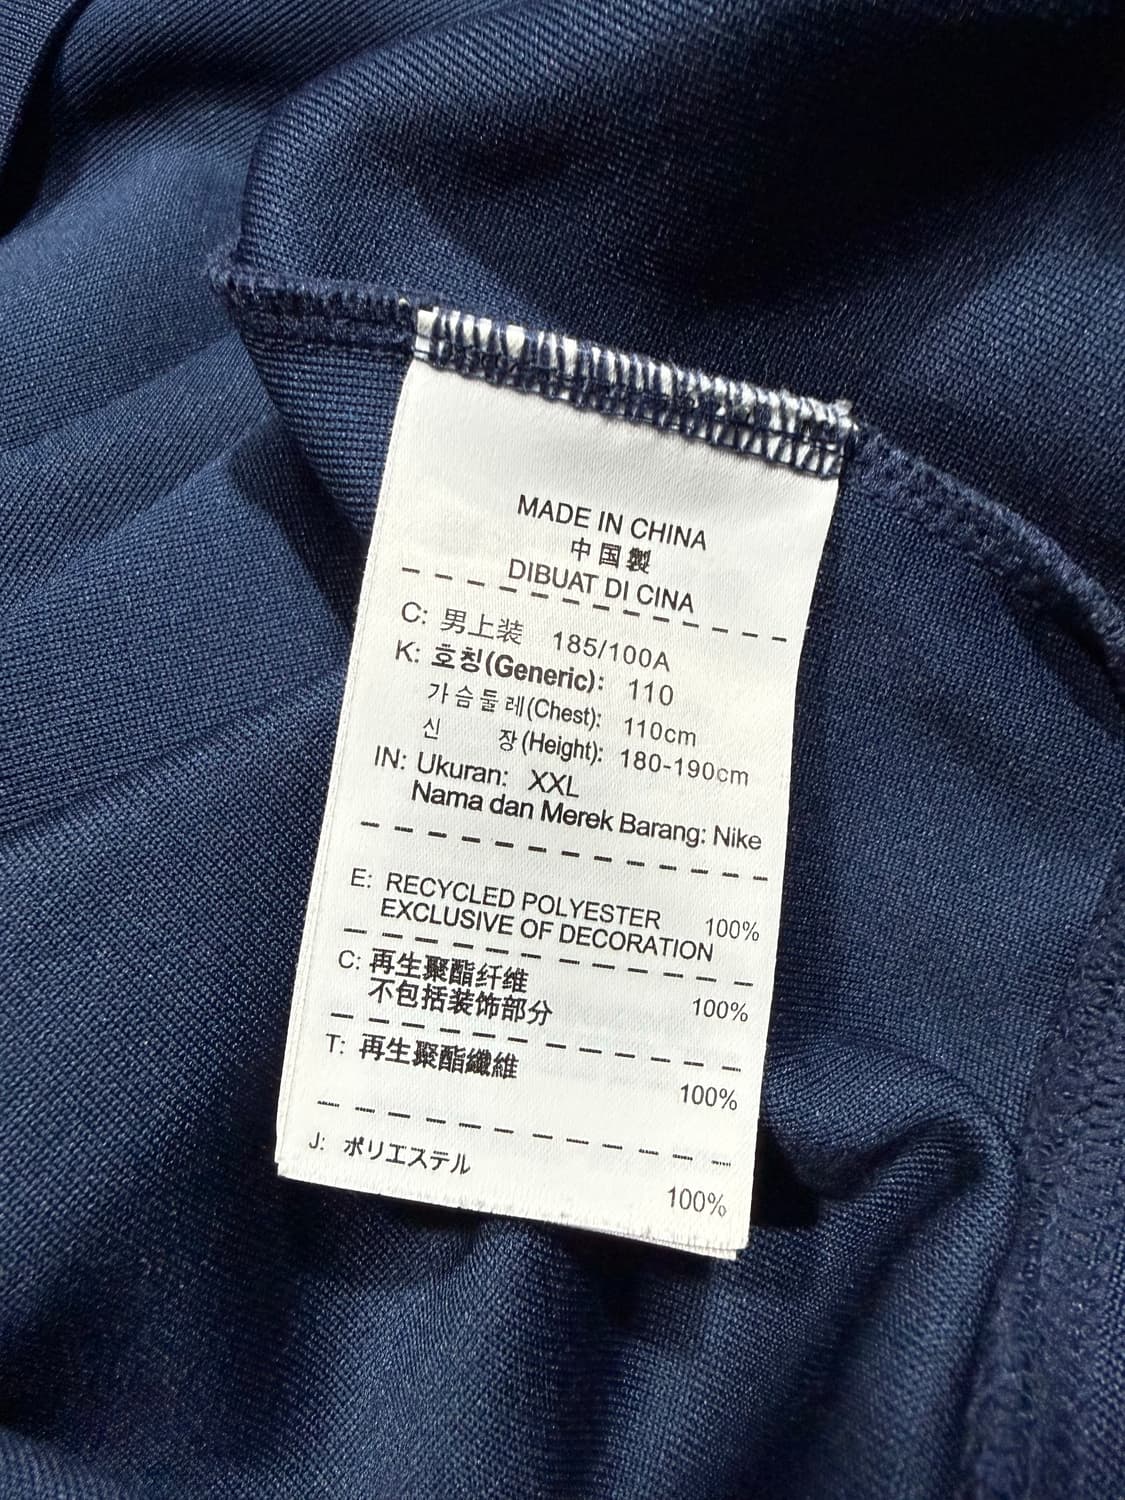 MADE IN CHINA
中国製
DIBUAT DI CINA
C: 男上装 185/100A
K: 호칭(Generic): 110
가슴둘레(Chest): 110cm
신 장(Height): 180-190cm
IN: Ukuran: XXL
Nama dan Merek Barang: Nike
E: RECYCLED POLYESTER 100%
EXCLUSIVE OF DECORATION
C: 再生聚酯纤维 100%
不包括装饰部分
T: 再生聚酯纖維 100%
J: ポリエステル 100%